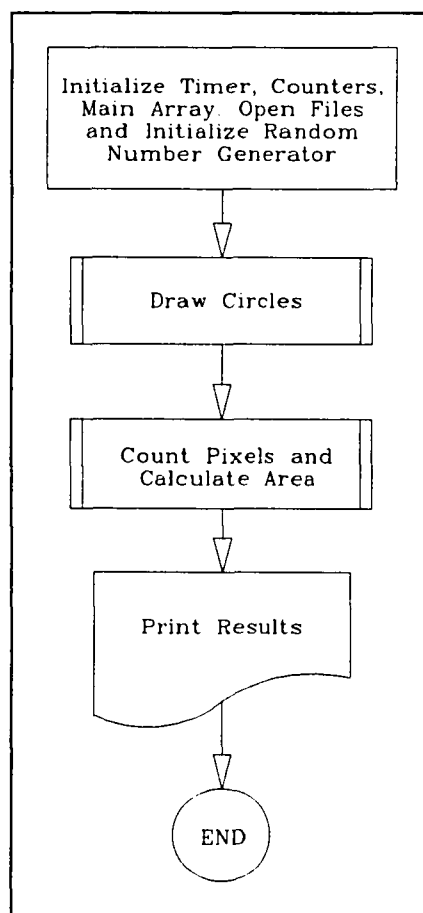 Initialize Timer, Counters,
Main Array. Open Files
and Initialize Random
Number Generator
Draw Circles
Count Pixels and
Calculate Area
Print Results
END